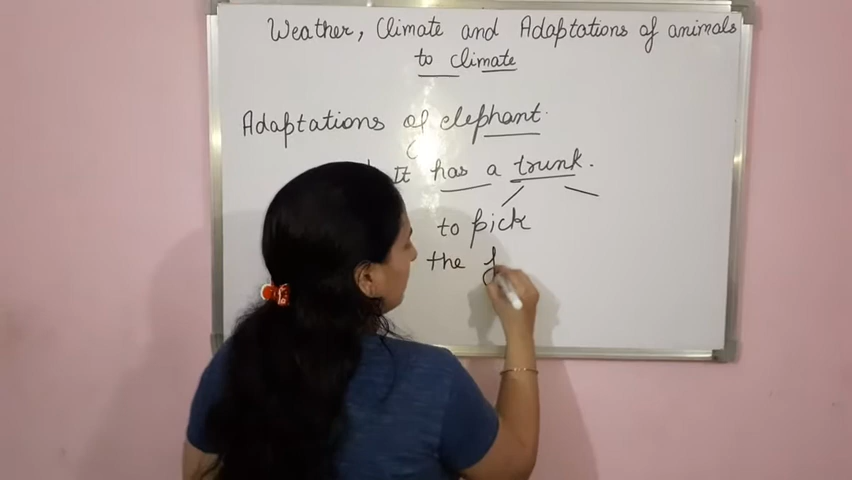 Weather, Climate and Adaptations of animals
to climate
Adaptations of elephant.
It has a trunk.
to pick
the f